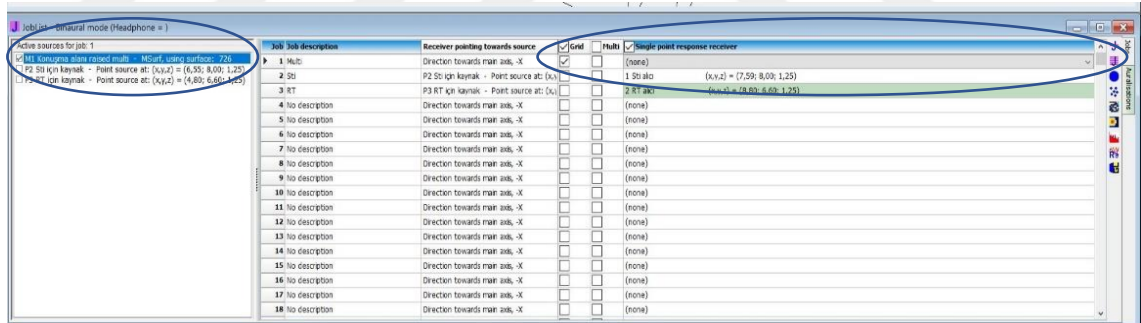 JobList - Binaural mode (Headphone = )
Active sources for job: 1
M1 Konuşma alanı raised multi - MSurf, using surface: 726
P2 Sti için kaynak - Point source at: (x,y,z) = (6,55; 8,00; 1,25)
P3 RT için kaynak - Point source at: (x,y,z) = (4,80; 6,60; 1,25)
Job Job description Receiver pointing towards source Grid Multi Single point response receiver
1 Multi Direction towards main axis, -X (none)
2 Sti P2 Sti için kaynak - Point source at: (x,y 1 Sti alıcı (x,y,z) = (7,59; 8,00; 1,25)
3 RT P3 RT için kaynak - Point source at: (x,y 2 RT alıcı (x,y,z) = (8,80; 6,60; 1,25)
4 No description Direction towards main axis, -X (none)
5 No description Direction towards main axis, -X (none)
6 No description Direction towards main axis, -X (none)
7 No description Direction towards main axis, -X (none)
8 No description Direction towards main axis, -X (none)
9 No description Direction towards main axis, -X (none)
10 No description Direction towards main axis, -X (none)
11 No description Direction towards main axis, -X (none)
12 No description Direction towards main axis, -X (none)
13 No description Direction towards main axis, -X (none)
14 No description Direction towards main axis, -X (none)
15 No description Direction towards main axis, -X (none)
16 No description Direction towards main axis, -X (none)
17 No description Direction towards main axis, -X (none)
18 No description Direction towards main axis, -X (none)
Auralisations